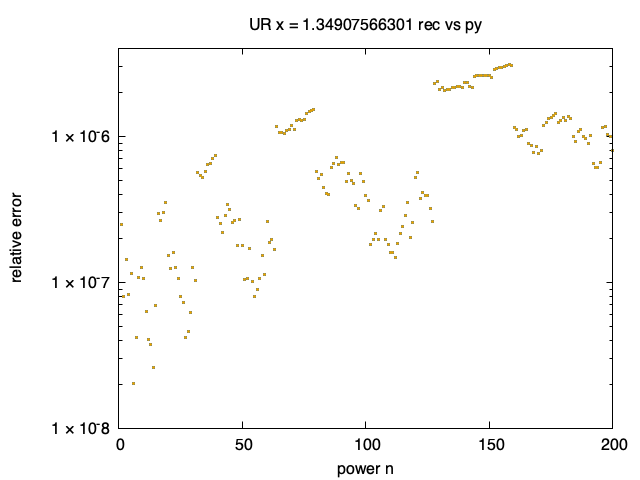 UR x = 1.34907566301 rec vs py
1 × 10-6
1 × 10-7
1 × 10-8
relative error
0 50 100 150 200
power n